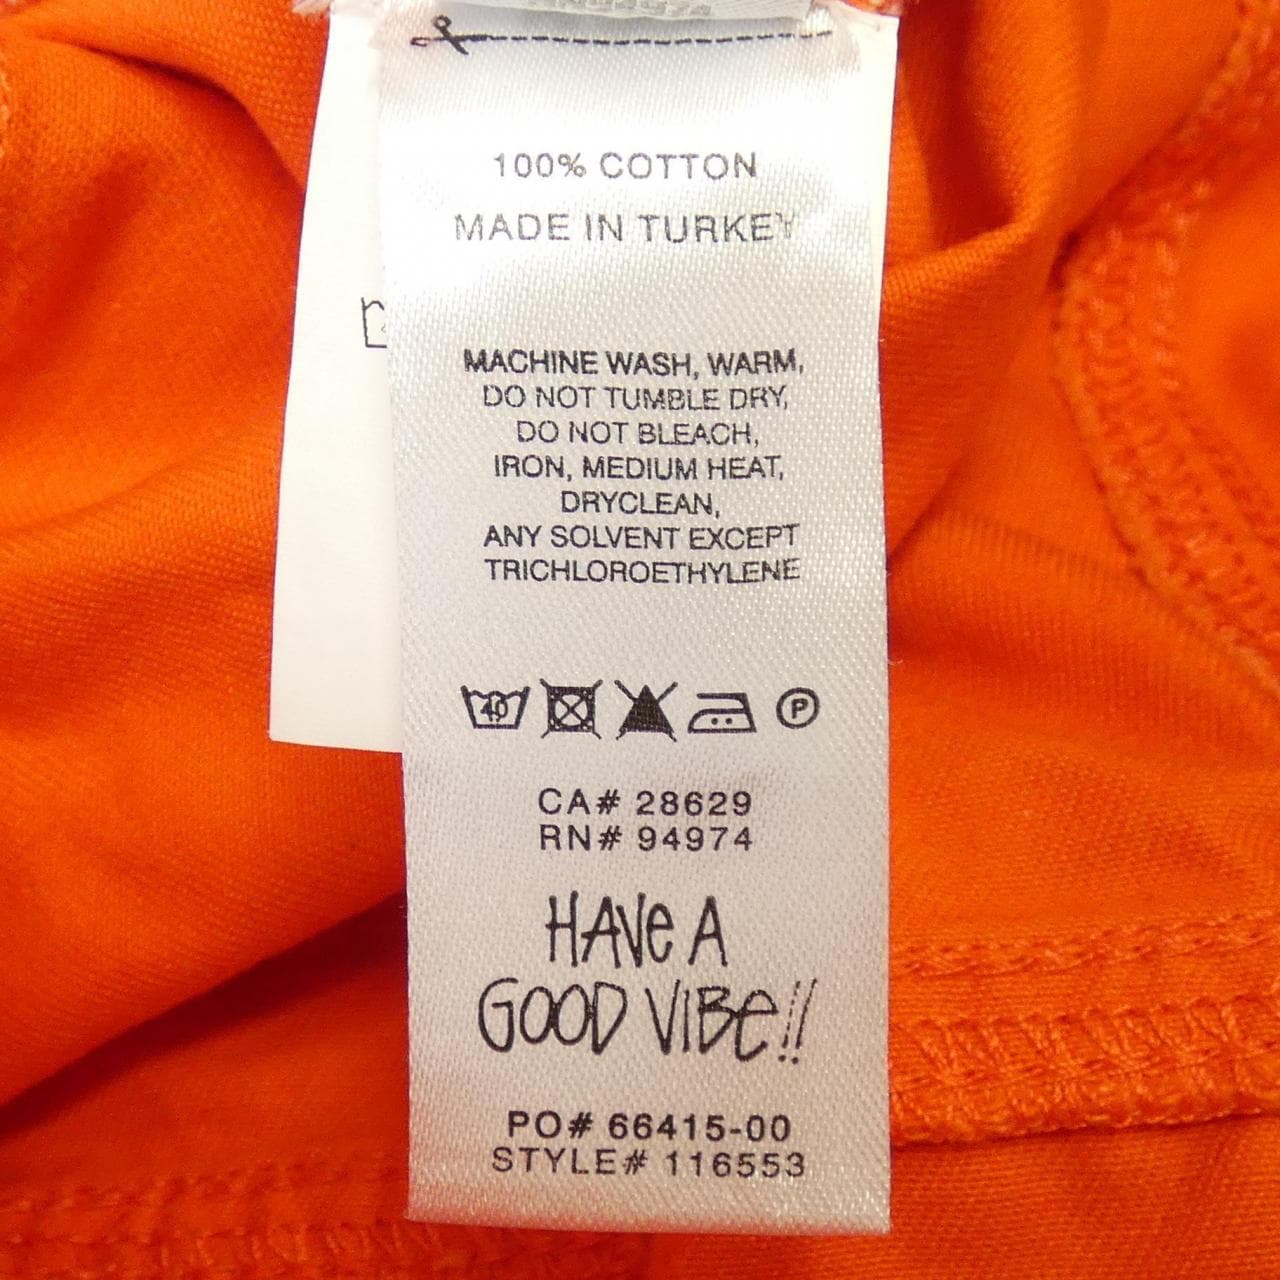 100% COTTON
MADE IN TURKEY
MACHINE WASH, WARM,
DO NOT TUMBLE DRY,
DO NOT BLEACH,
IRON, MEDIUM HEAT,
DRYCLEAN,
ANY SOLVENT EXCEPT
TRICHLOROETHYLENE
40 P
CA# 28629
RN# 94974
HAVe A
GOOD VIBe!!
PO# 66415-00
STYLE# 116553